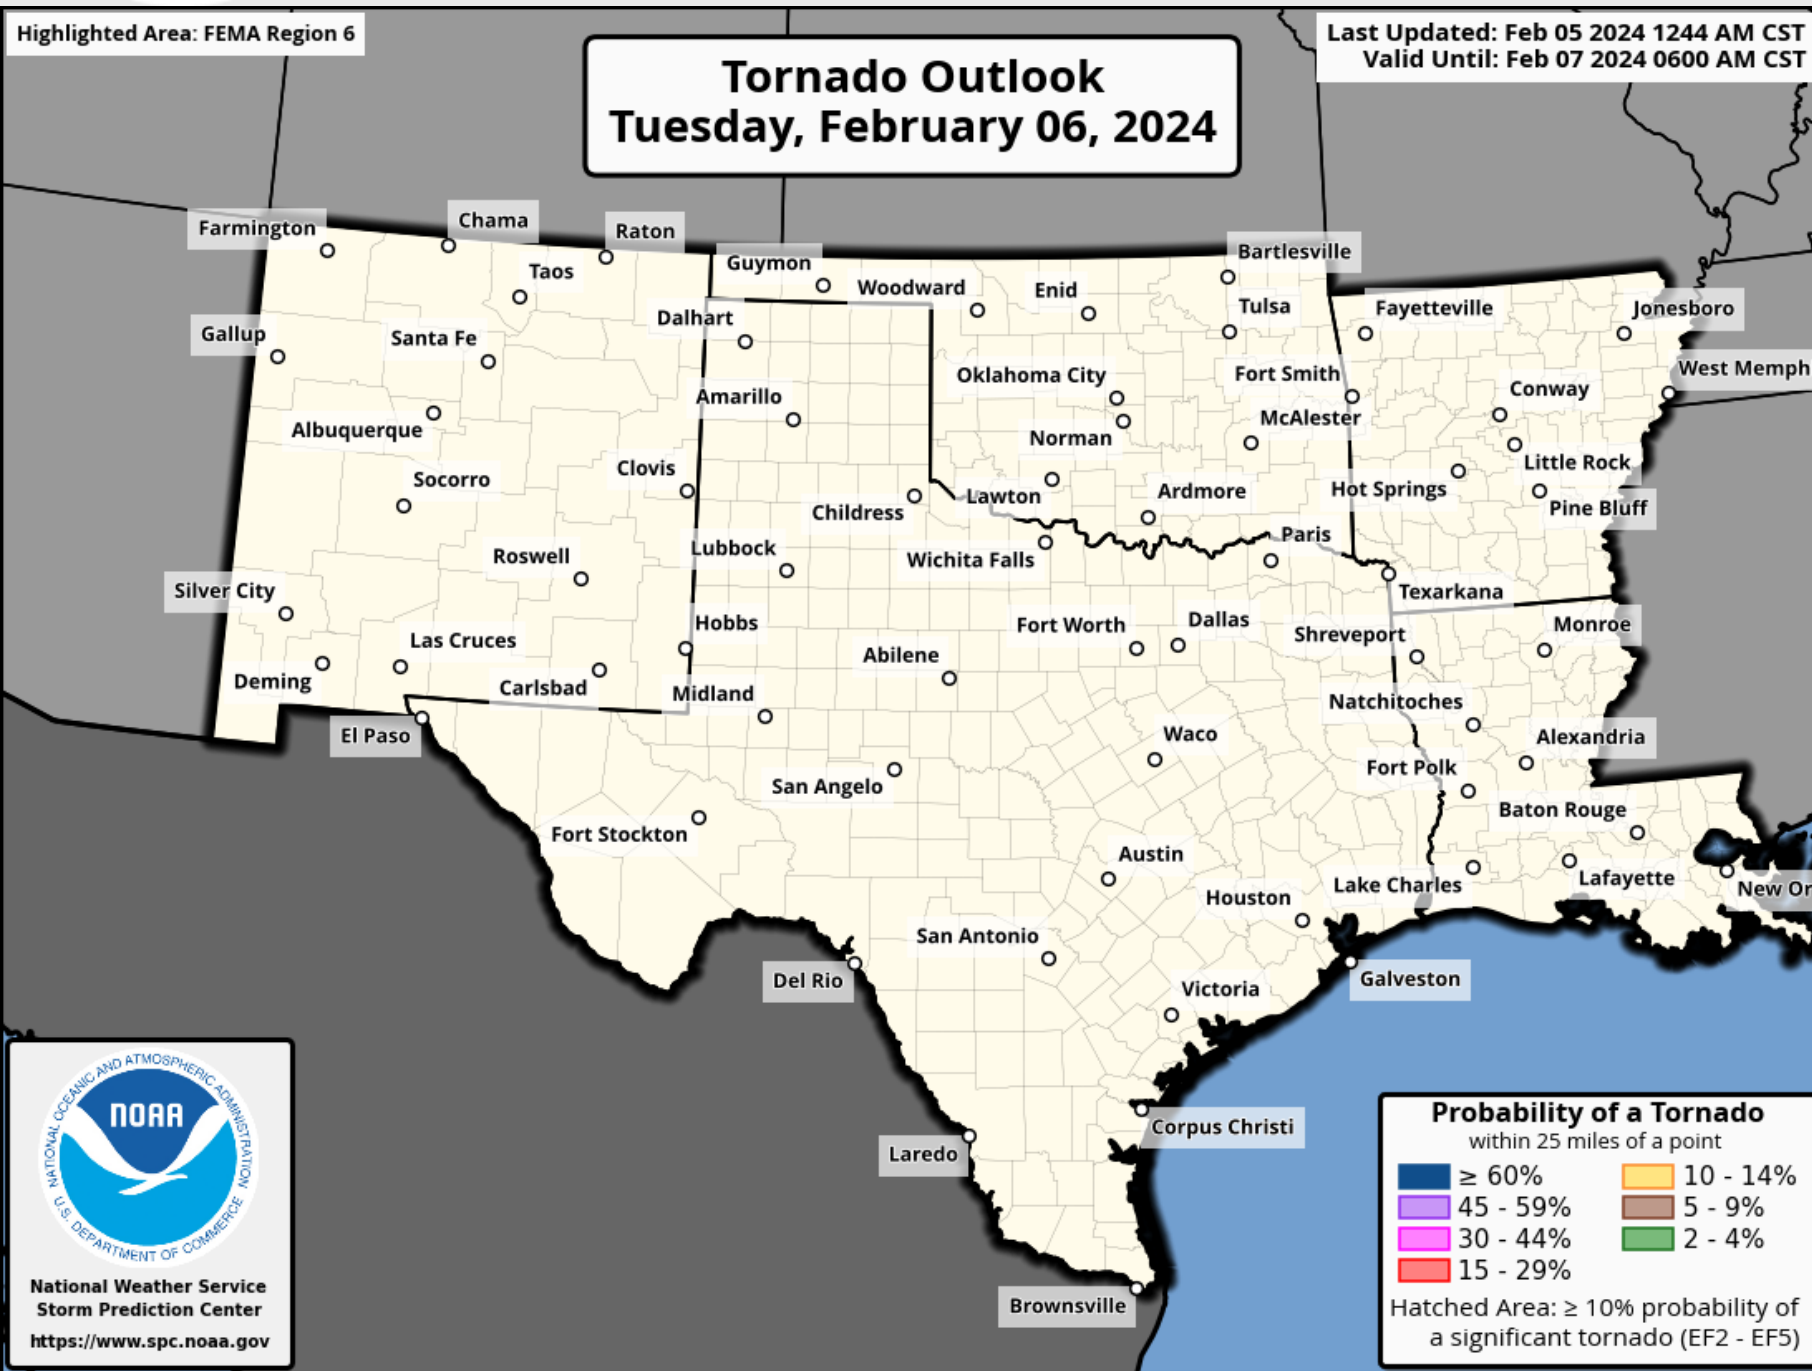 Highlighted Area: FEMA Region 6
Last Updated: Feb 05 2024 1244 AM CST
Valid Until: Feb 07 2024 0600 AM CST
Tornado Outlook
Tuesday, February 06, 2024
Farmington
Chama
Raton
Taos
Guymon
Woodward
Enid
Bartlesville
Tulsa
Fayetteville
Jonesboro
Gallup
Santa Fe
Dalhart
West Memph
Oklahoma City
Fort Smith
Conway
Amarillo
Albuquerque
Norman
McAlester
Little Rock
Clovis
Socorro
Childress
Lawton
Ardmore
Hot Springs
Pine Bluff
Roswell
Lubbock
Wichita Falls
Paris
Silver City
Texarkana
Las Cruces
Hobbs
Fort Worth
Dallas
Shreveport
Monroe
Deming
Carlsbad
Midland
Abilene
Natchitoches
El Paso
Waco
Alexandria
San Angelo
Fort Polk
Fort Stockton
Baton Rouge
Austin
Houston
Lake Charles
Lafayette
New Or
San Antonio
Del Rio
Victoria
Galveston
Corpus Christi
Laredo
Brownsville
NATIONAL OCEANIC AND ATMOSPHERIC ADMINISTRATION
NOAA
U.S. DEPARTMENT OF COMMERCE
National Weather Service
Storm Prediction Center
https://www.spc.noaa.gov
Probability of a Tornado
within 25 miles of a point
≥ 60%
10 - 14%
45 - 59%
5 - 9%
30 - 44%
2 - 4%
15 - 29%
Hatched Area: ≥ 10% probability of
a significant tornado (EF2 - EF5)